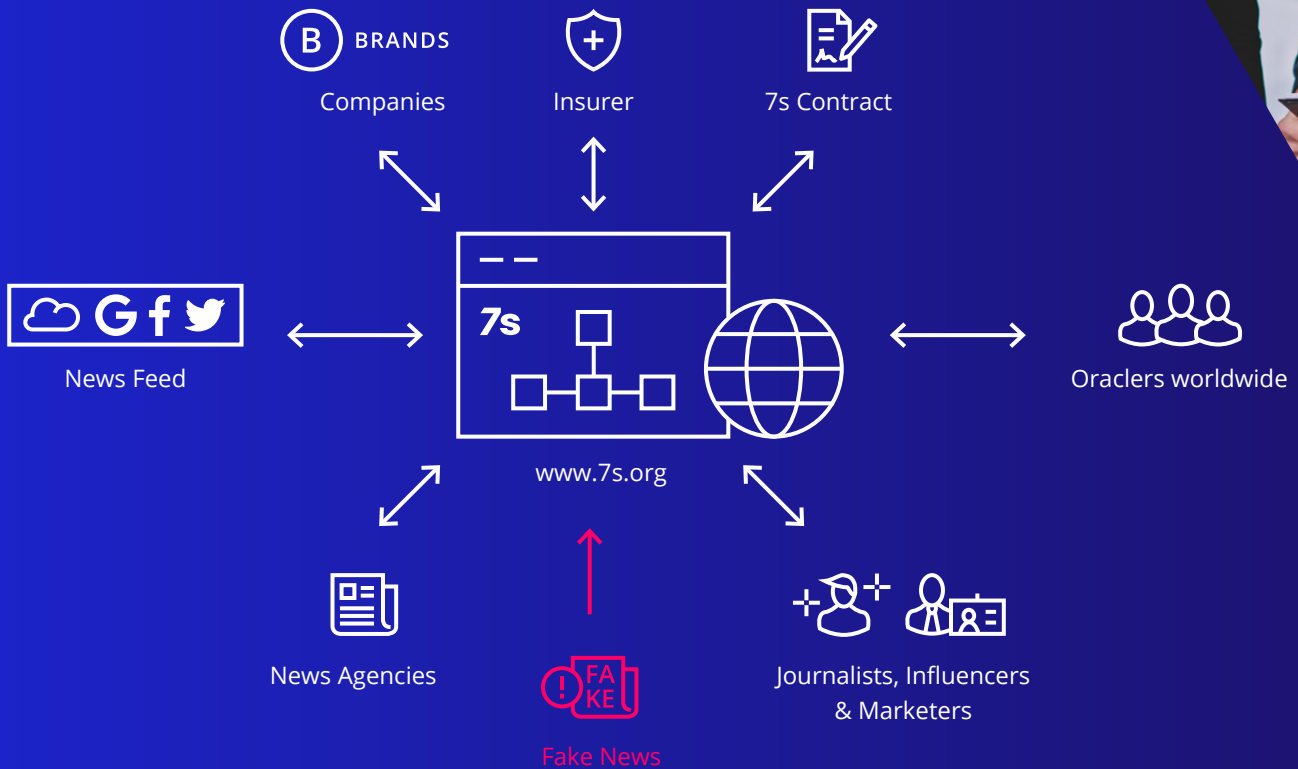 B BRANDS
Companies
Insurer
7s Contract
G f
News Feed
7s
Oraclers worldwide
www.7s.org
News Agencies
FA
KE
Fake News
Journalists, Influencers
& Marketers